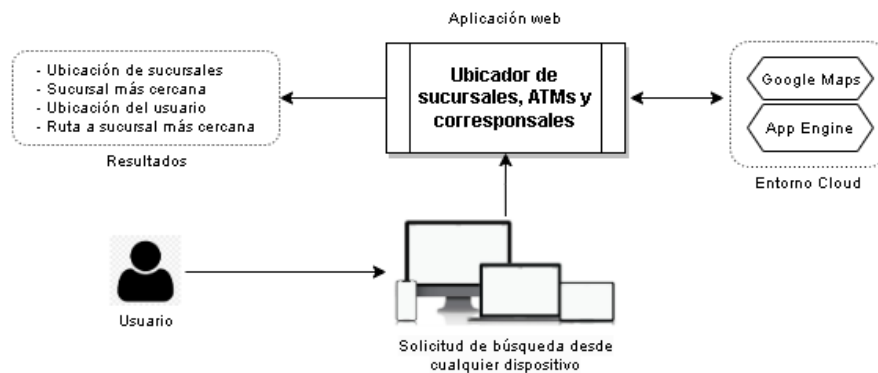 Aplicación web
Ubicador de
sucursales, ATMs y
corresponsales
- Ubicación de sucursales
- Sucursal más cercana
- Ubicación del usuario
- Ruta a sucursal más cercana
Resultados
Google Maps
App Engine
Entorno Cloud
Usuario
Solicitud de búsqueda desde
cualquier dispositivo